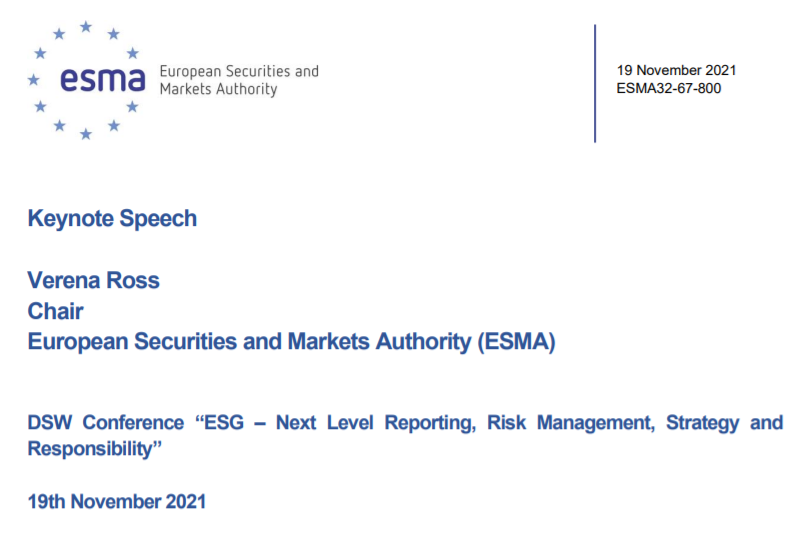 esma
European Securities and
Markets Authority
19 November 2021
ESMA32-67-800
Keynote Speech
Verena Ross
Chair
European Securities and Markets Authority (ESMA)
DSW Conference “ESG – Next Level Reporting, Risk Management, Strategy and
Responsibility”
19th November 2021